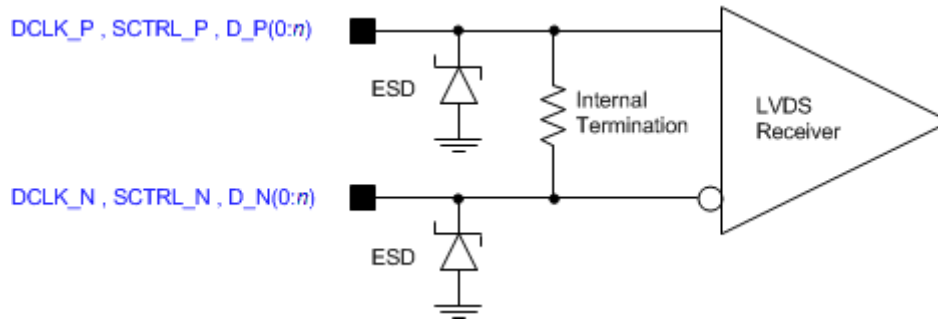 DCLK_P , SCTRL_P , D_P(0:n)
ESD
Internal
Termination
LVDS
Receiver
DCLK_N , SCTRL_N , D_N(0:n)
ESD